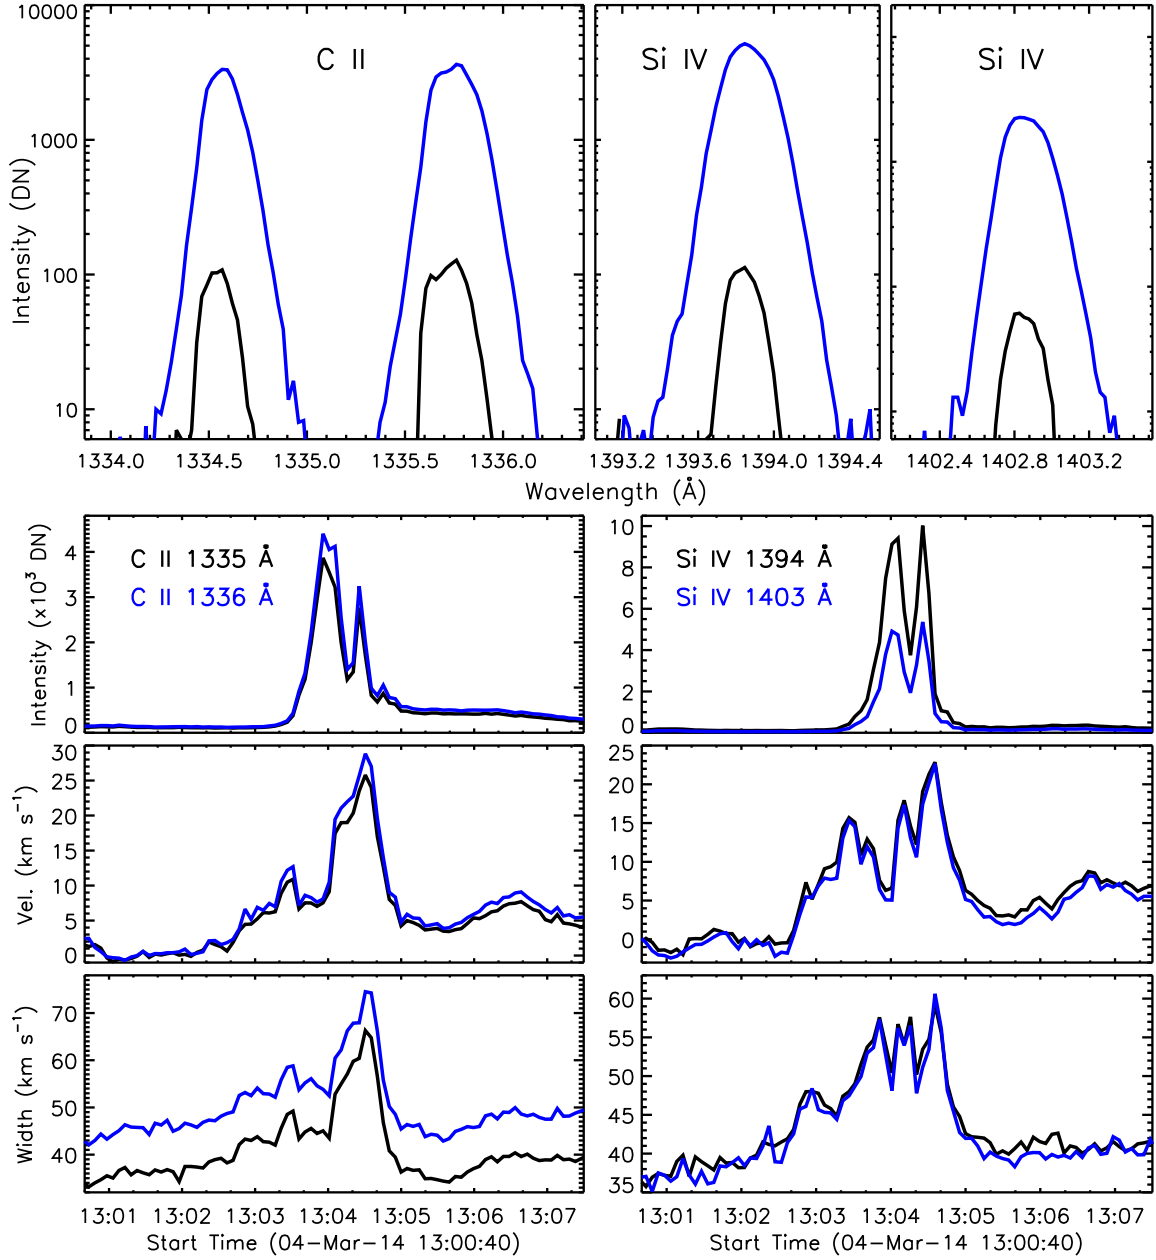 10000
1000
100
10
Intensity (DN)
C II
Si IV
Si IV
1334.0 1334.5 1335.0 1335.5 1336.0
1393.2 1393.6 1394.0 1394.4
1402.4 1402.8 1403.2
Wavelength (Å)
Intensity (x10³ DN)
4
3
2
1
0
C II 1335 Å
C II 1336 Å
10
8
6
4
2
0
Si IV 1394 Å
Si IV 1403 Å
Vel. (km s⁻¹)
30
25
20
15
10
5
0
25
20
15
10
5
0
Width (km s⁻¹)
70
60
50
40
60
55
50
45
40
35
13:01 13:02 13:03 13:04 13:05 13:06 13:07
Start Time (04-Mar-14 13:00:40)
13:01 13:02 13:03 13:04 13:05 13:06 13:07
Start Time (04-Mar-14 13:00:40)